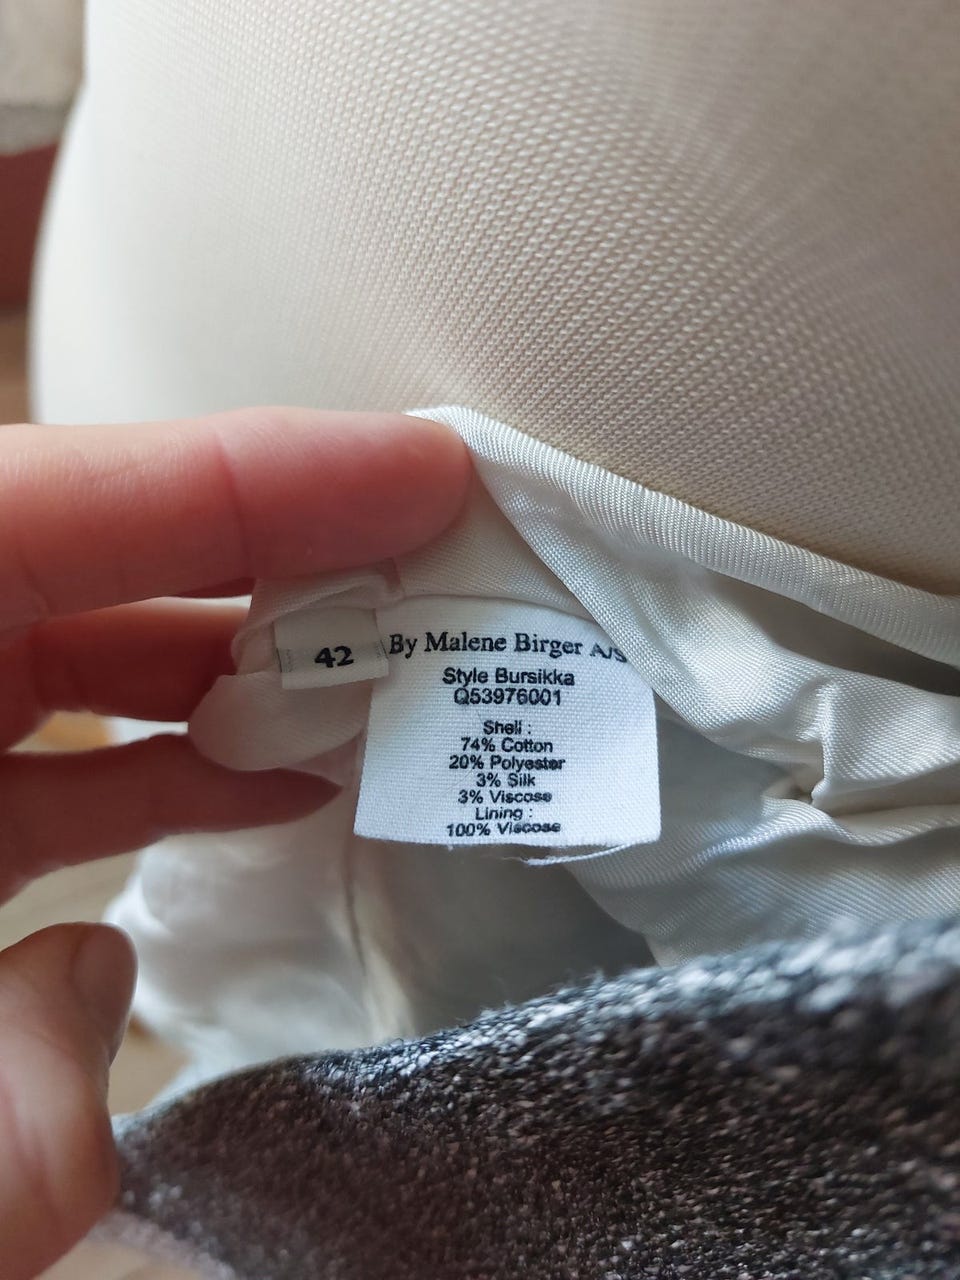 42
By Malene Birger A/S
Style Bursikka
Q53976001
Shell :
74% Cotton
20% Polyester
3% Silk
3% Viscose
Lining :
100% Viscose